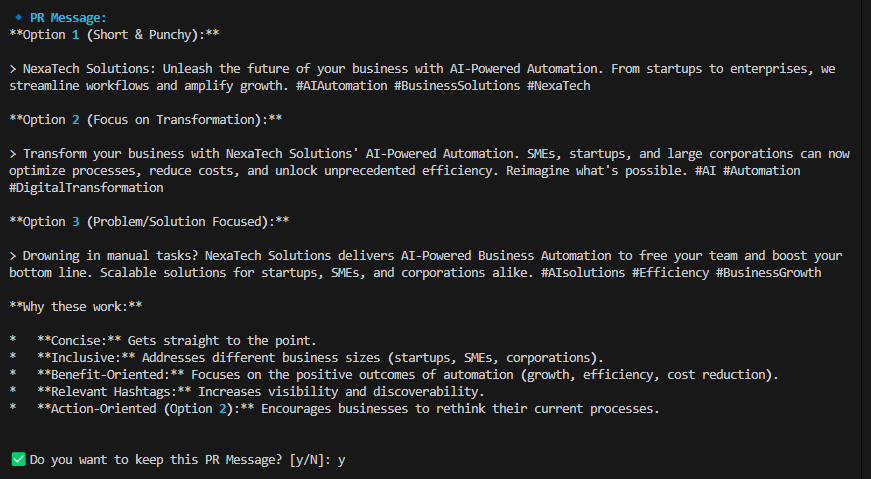 🔹 PR Message:
**Option 1 (Short & Punchy):**
> NexaTech Solutions: Unleash the future of your business with AI-Powered Automation. From startups to enterprises, we
streamline workflows and amplify growth. #AIAutomation #BusinessSolutions #NexaTech
**Option 2 (Focus on Transformation):**
> Transform your business with NexaTech Solutions' AI-Powered Automation. SMEs, startups, and large corporations can now
optimize processes, reduce costs, and unlock unprecedented efficiency. Reimagine what's possible. #AI #Automation
#DigitalTransformation
**Option 3 (Problem/Solution Focused):**
> Drowning in manual tasks? NexaTech Solutions delivers AI-Powered Business Automation to free your team and boost your
bottom line. Scalable solutions for startups, SMEs, and corporations alike. #AIsolutions #Efficiency #BusinessGrowth
**Why these work:**
*   **Concise:** Gets straight to the point.
*   **Inclusive:** Addresses different business sizes (startups, SMEs, corporations).
*   **Benefit-Oriented:** Focuses on the positive outcomes of automation (growth, efficiency, cost reduction).
*   **Relevant Hashtags:** Increases visibility and discoverability.
*   **Action-Oriented (Option 2):** Encourages businesses to rethink their current processes.
✅ Do you want to keep this PR Message? [y/N]: y